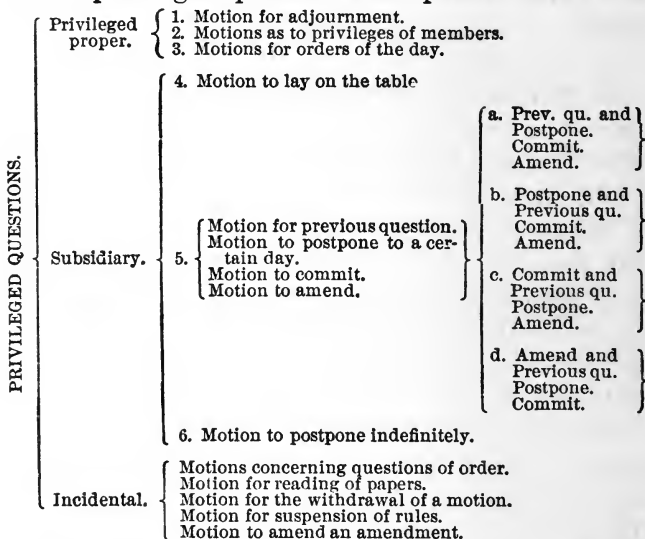 PRIVILEGED QUESTIONS.
Privileged proper.
1. Motion for adjournment.
2. Motions as to privileges of members.
3. Motions for orders of the day.
Subsidiary.
4. Motion to lay on the table
5.
Motion for previous question.
Motion to postpone to a cer-
tain day.
Motion to commit.
Motion to amend.
a. Prev. qu. and
Postpone.
Commit.
Amend.
b. Postpone and
Previous qu.
Commit.
Amend.
c. Commit and
Previous qu.
Postpone.
Amend.
d. Amend and
Previous qu.
Postpone.
Commit.
6. Motion to postpone indefinitely.
Incidental.
Motions concerning questions of order.
Motion for reading of papers.
Motion for the withdrawal of a motion.
Motion for suspension of rules.
Motion to amend an amendment.